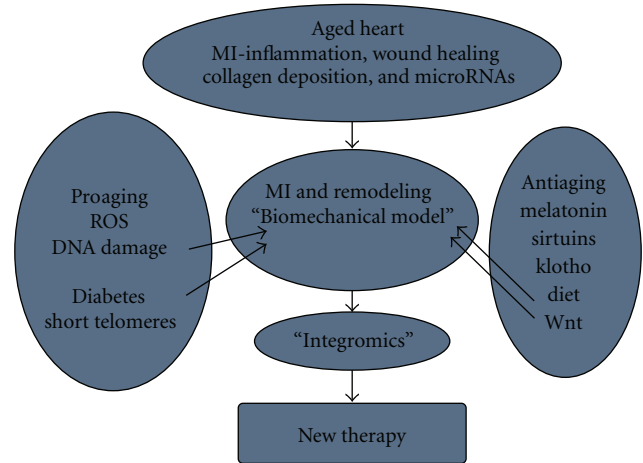 Aged heart
MI-inflammation, wound healing
collagen deposition, and microRNAs
Proaging
ROS
DNA damage
Diabetes
short telomeres
MI and remodeling
“Biomechanical model”
Antiaging
melatonin
sirtuins
klotho
diet
Wnt
“Integromics”
New therapy